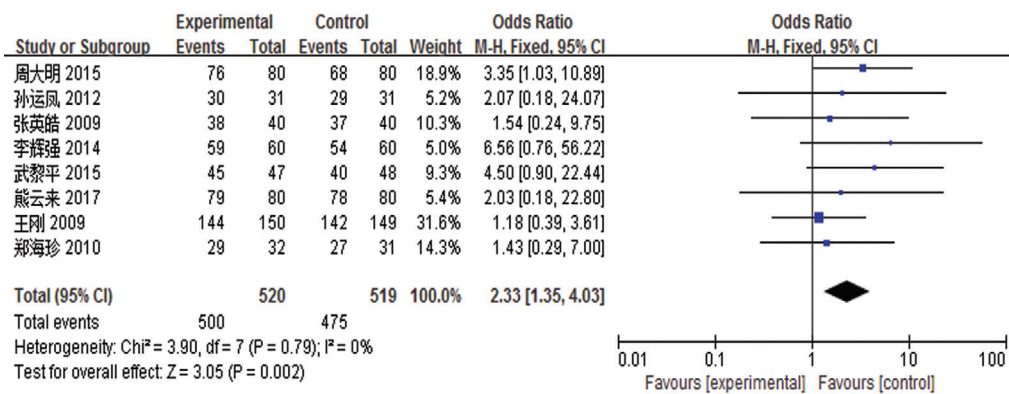 Experimental Control Odds Ratio Odds Ratio
Study or Subgroup Events Total Events Total Weight M-H, Fixed, 95% CI M-H, Fixed, 95% CI
周大明 2015 76 80 68 80 18.9% 3.35 [1.03, 10.89]
孙运凤 2012 30 31 29 31 5.2% 2.07 [0.18, 24.07]
张英皓 2009 38 40 37 40 10.3% 1.54 [0.24, 9.75]
李辉强 2014 59 60 54 60 5.0% 6.56 [0.76, 56.22]
武黎平 2015 45 47 40 48 9.3% 4.50 [0.90, 22.44]
熊云来 2017 79 80 78 80 5.4% 2.03 [0.18, 22.80]
王刚 2009 144 150 142 149 31.6% 1.18 [0.39, 3.61]
郑海珍 2010 29 32 27 31 14.3% 1.43 [0.29, 7.00]
Total (95% CI) 520 519 100.0% 2.33 [1.35, 4.03]
Total events 500 475
Heterogeneity: Chi² = 3.90, df = 7 (P = 0.79); I² = 0%
Test for overall effect: Z = 3.05 (P = 0.002)
0.01 0.1 1 10 100
Favours [experimental] Favours [control]